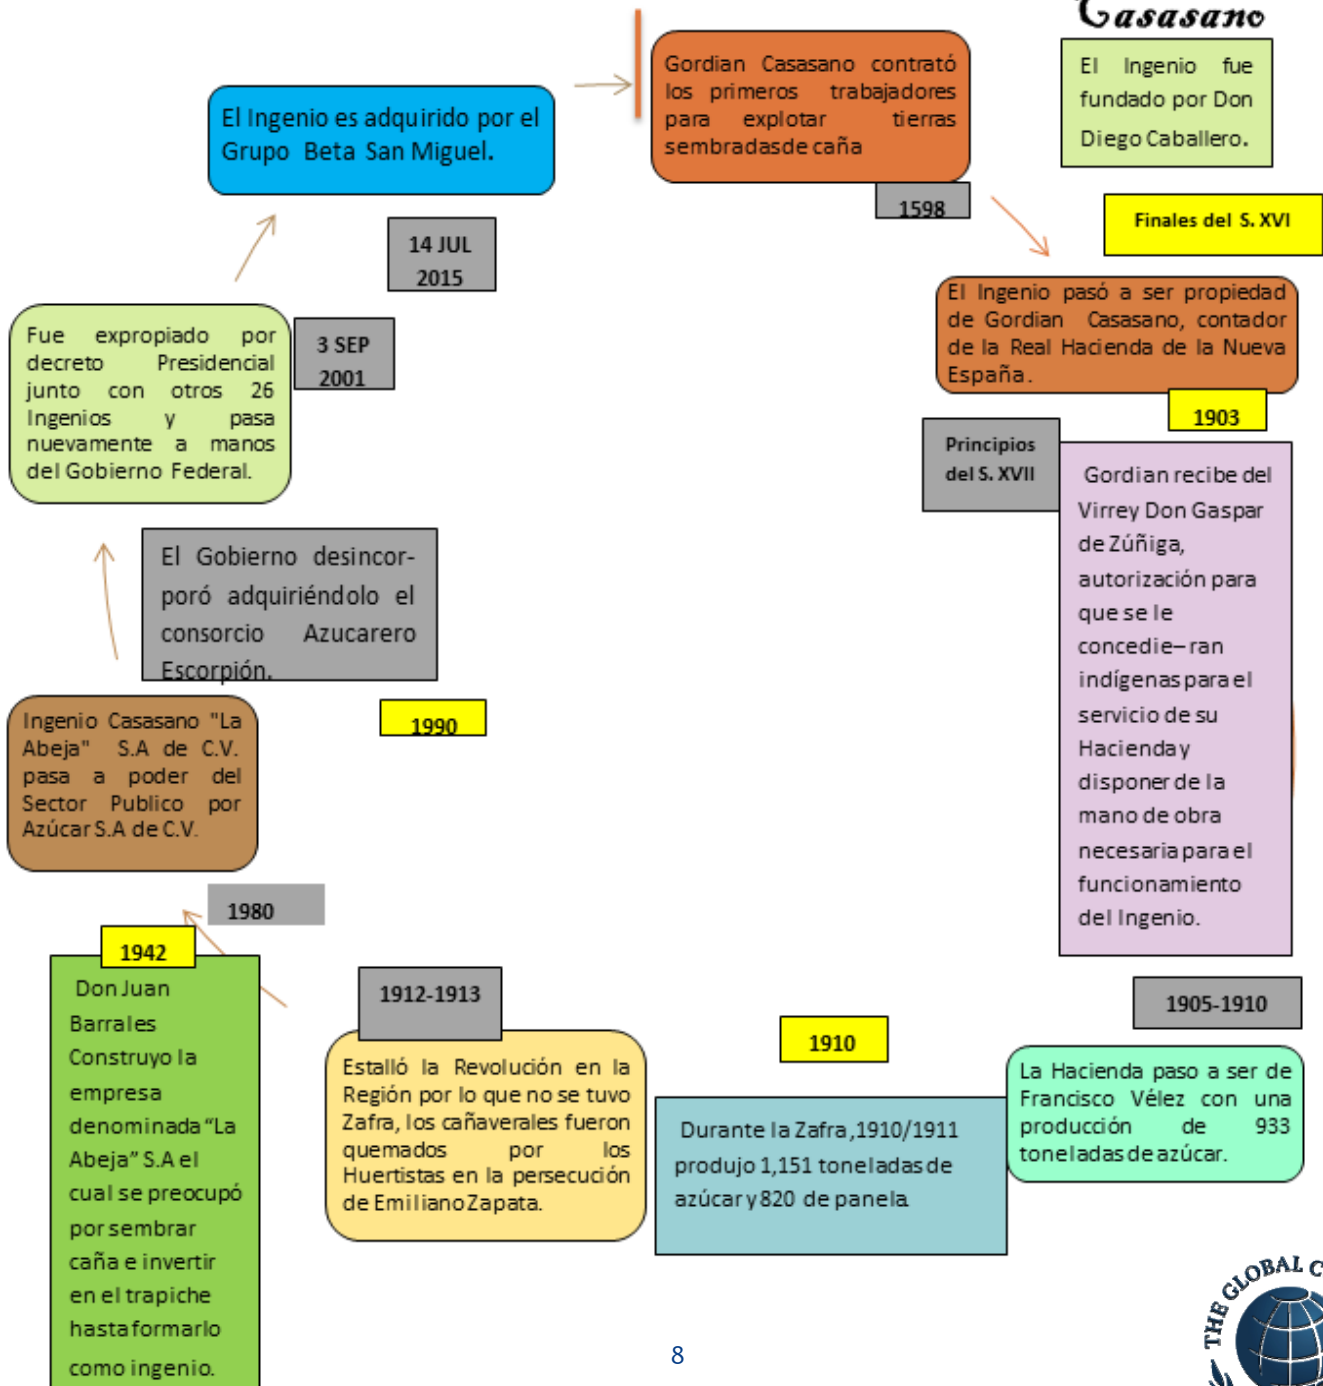 Casasano
El Ingenio fue
fundado por Don
Diego Caballero.
Gordian Casasano contrató
los primeros trabajadores
para explotar tierras
sembradasde caña
1598
El Ingenio es adquirido por el
Grupo Beta San Miguel.
14 JUL
2015
Finales del S. XVI
El Ingenio pasó a ser propiedad
de Gordian Casasano, contador
de la Real Hacienda de la Nueva
España.
Fue expropiado por
decreto Presidencial
junto con otros 26
Ingenios y pasa
nuevamente a manos
del Gobierno Federal.
3 SEP
2001
1903
Principios
del S. XVII
Gordian recibe del
Virrey Don Gaspar
de Zúñiga,
autorización para
que se le
concedie–ran
indígenas para el
servicio de su
Hacienda y
disponer de la
mano de obra
necesaria para el
funcionamiento
del Ingenio.
El Gobierno desincor-
poró adquiriéndolo el
consorcio Azucarero
Escorpión.
1990
Ingenio Casasano "La
Abeja" S.A de C.V.
pasa a poder del
Sector Publico por
Azúcar S.A de C.V.
1980
1942
Don Juan
Barrales
Construyo la
empresa
denominada “La
Abeja” S.A el
cual se preocupó
por sembrar
caña e invertir
en el trapiche
hasta formarlo
como ingenio.
1912-1913
Estalló la Revolución en la
Región por lo que no se tuvo
Zafra, los cañaverales fueron
quemados por los
Huertistas en la persecución
de Emiliano Zapata.
1910
Durante la Zafra ,1910/1911
produjo 1,151 toneladas de
azúcar y 820 de panela
1905-1910
La Hacienda paso a ser de
Francisco Vélez con una
producción de 933
toneladas de azúcar.
8
THE GLOBAL C